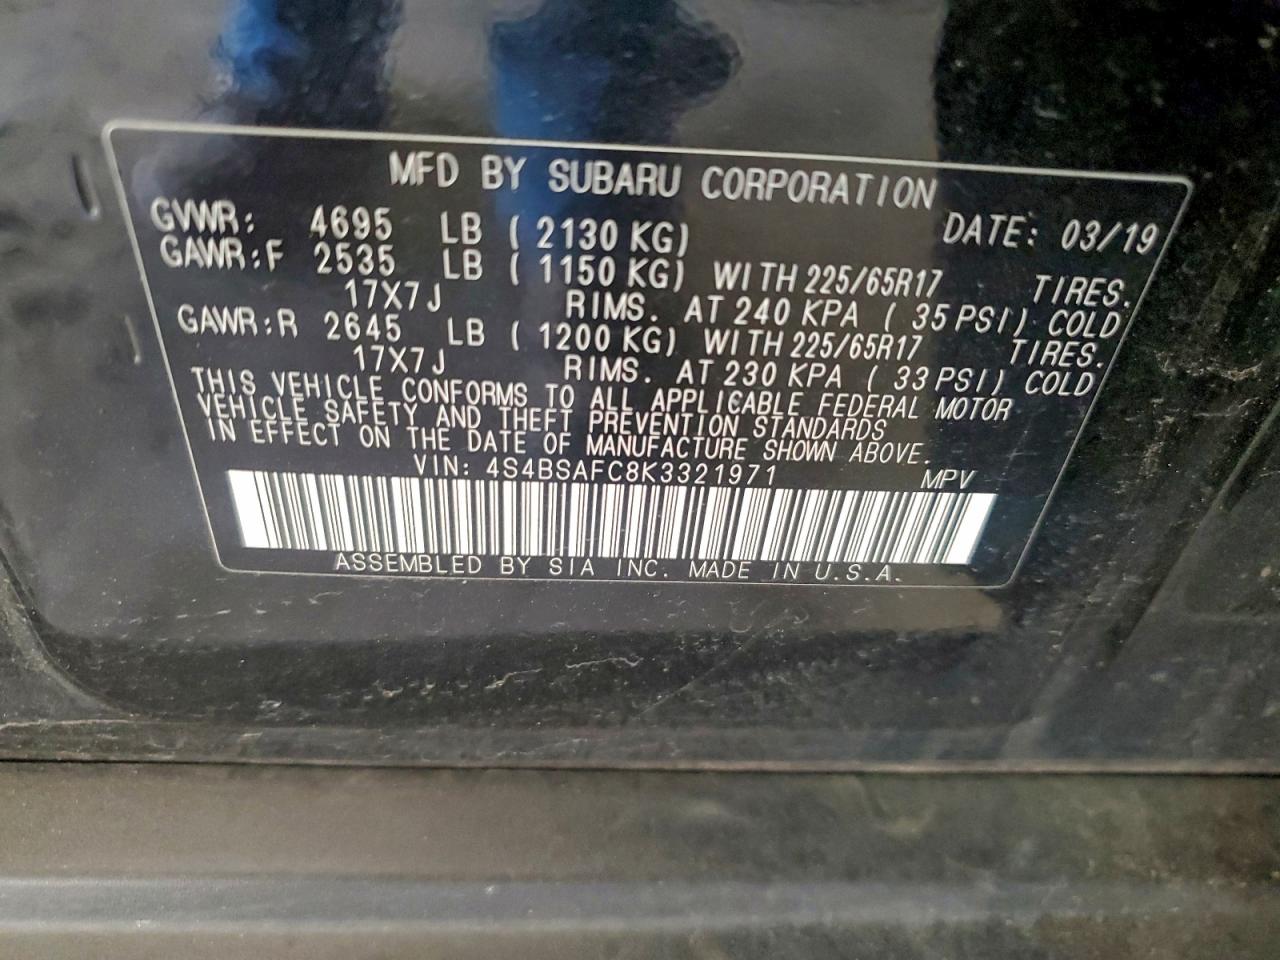 MFD BY SUBARU CORPORATION
GVWR: 4695 LB ( 2130 KG) DATE: 03/19
GAWR:F 2535 LB ( 1150 KG) WITH 225/65R17 TIRES.
17X7J RIMS. AT 240 KPA ( 35 PSI) COLD
GAWR:R 2645 LB ( 1200 KG) WITH 225/65R17 TIRES.
17X7J RIMS. AT 230 KPA ( 33 PSI) COLD
THIS VEHICLE CONFORMS TO ALL APPLICABLE FEDERAL MOTOR
VEHICLE SAFETY AND THEFT PREVENTION STANDARDS
IN EFFECT ON THE DATE OF MANUFACTURE SHOWN ABOVE.
VIN: 4S4BSAFC8K3321971 MPV
ASSEMBLED BY SIA INC. MADE IN U.S.A.